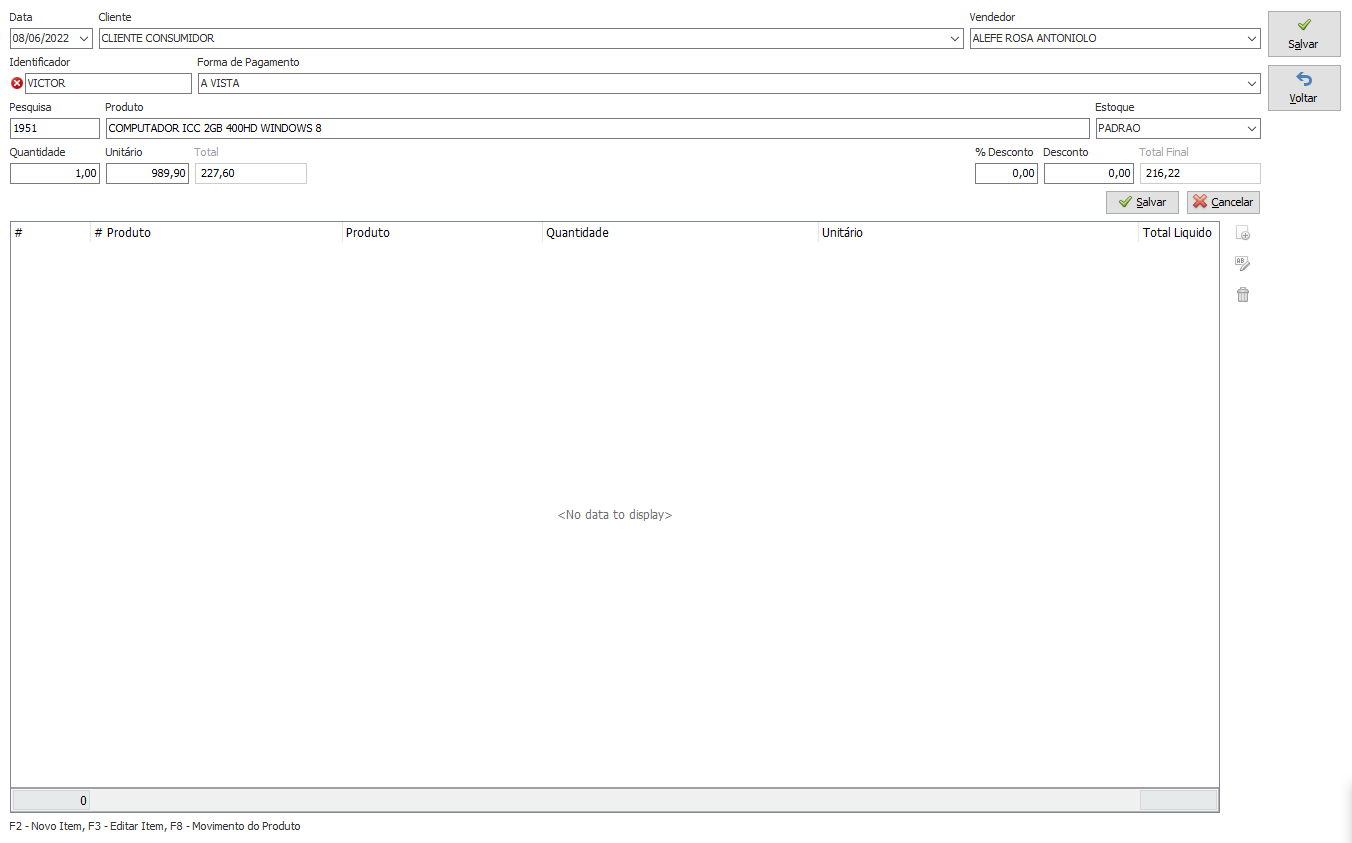 Data Cliente Vendedor
08/06/2022 CLIENTE CONSUMIDOR ALEFE ROSA ANTONIOLO
Salvar
Identificador Forma de Pagamento
VICTOR A VISTA
Voltar
Pesquisa Produto Estoque
1951 COMPUTADOR ICC 2GB 400HD WINDOWS 8 PADRAO
Quantidade Unitário Total % Desconto Desconto Total Final
1,00 989,90 227,60 0,00 0,00 216,22
Salvar Cancelar
# # Produto Produto Quantidade Unitário Total Liquido
<No data to display>
0
F2 - Novo Item, F3 - Editar Item, F8 - Movimento do Produto